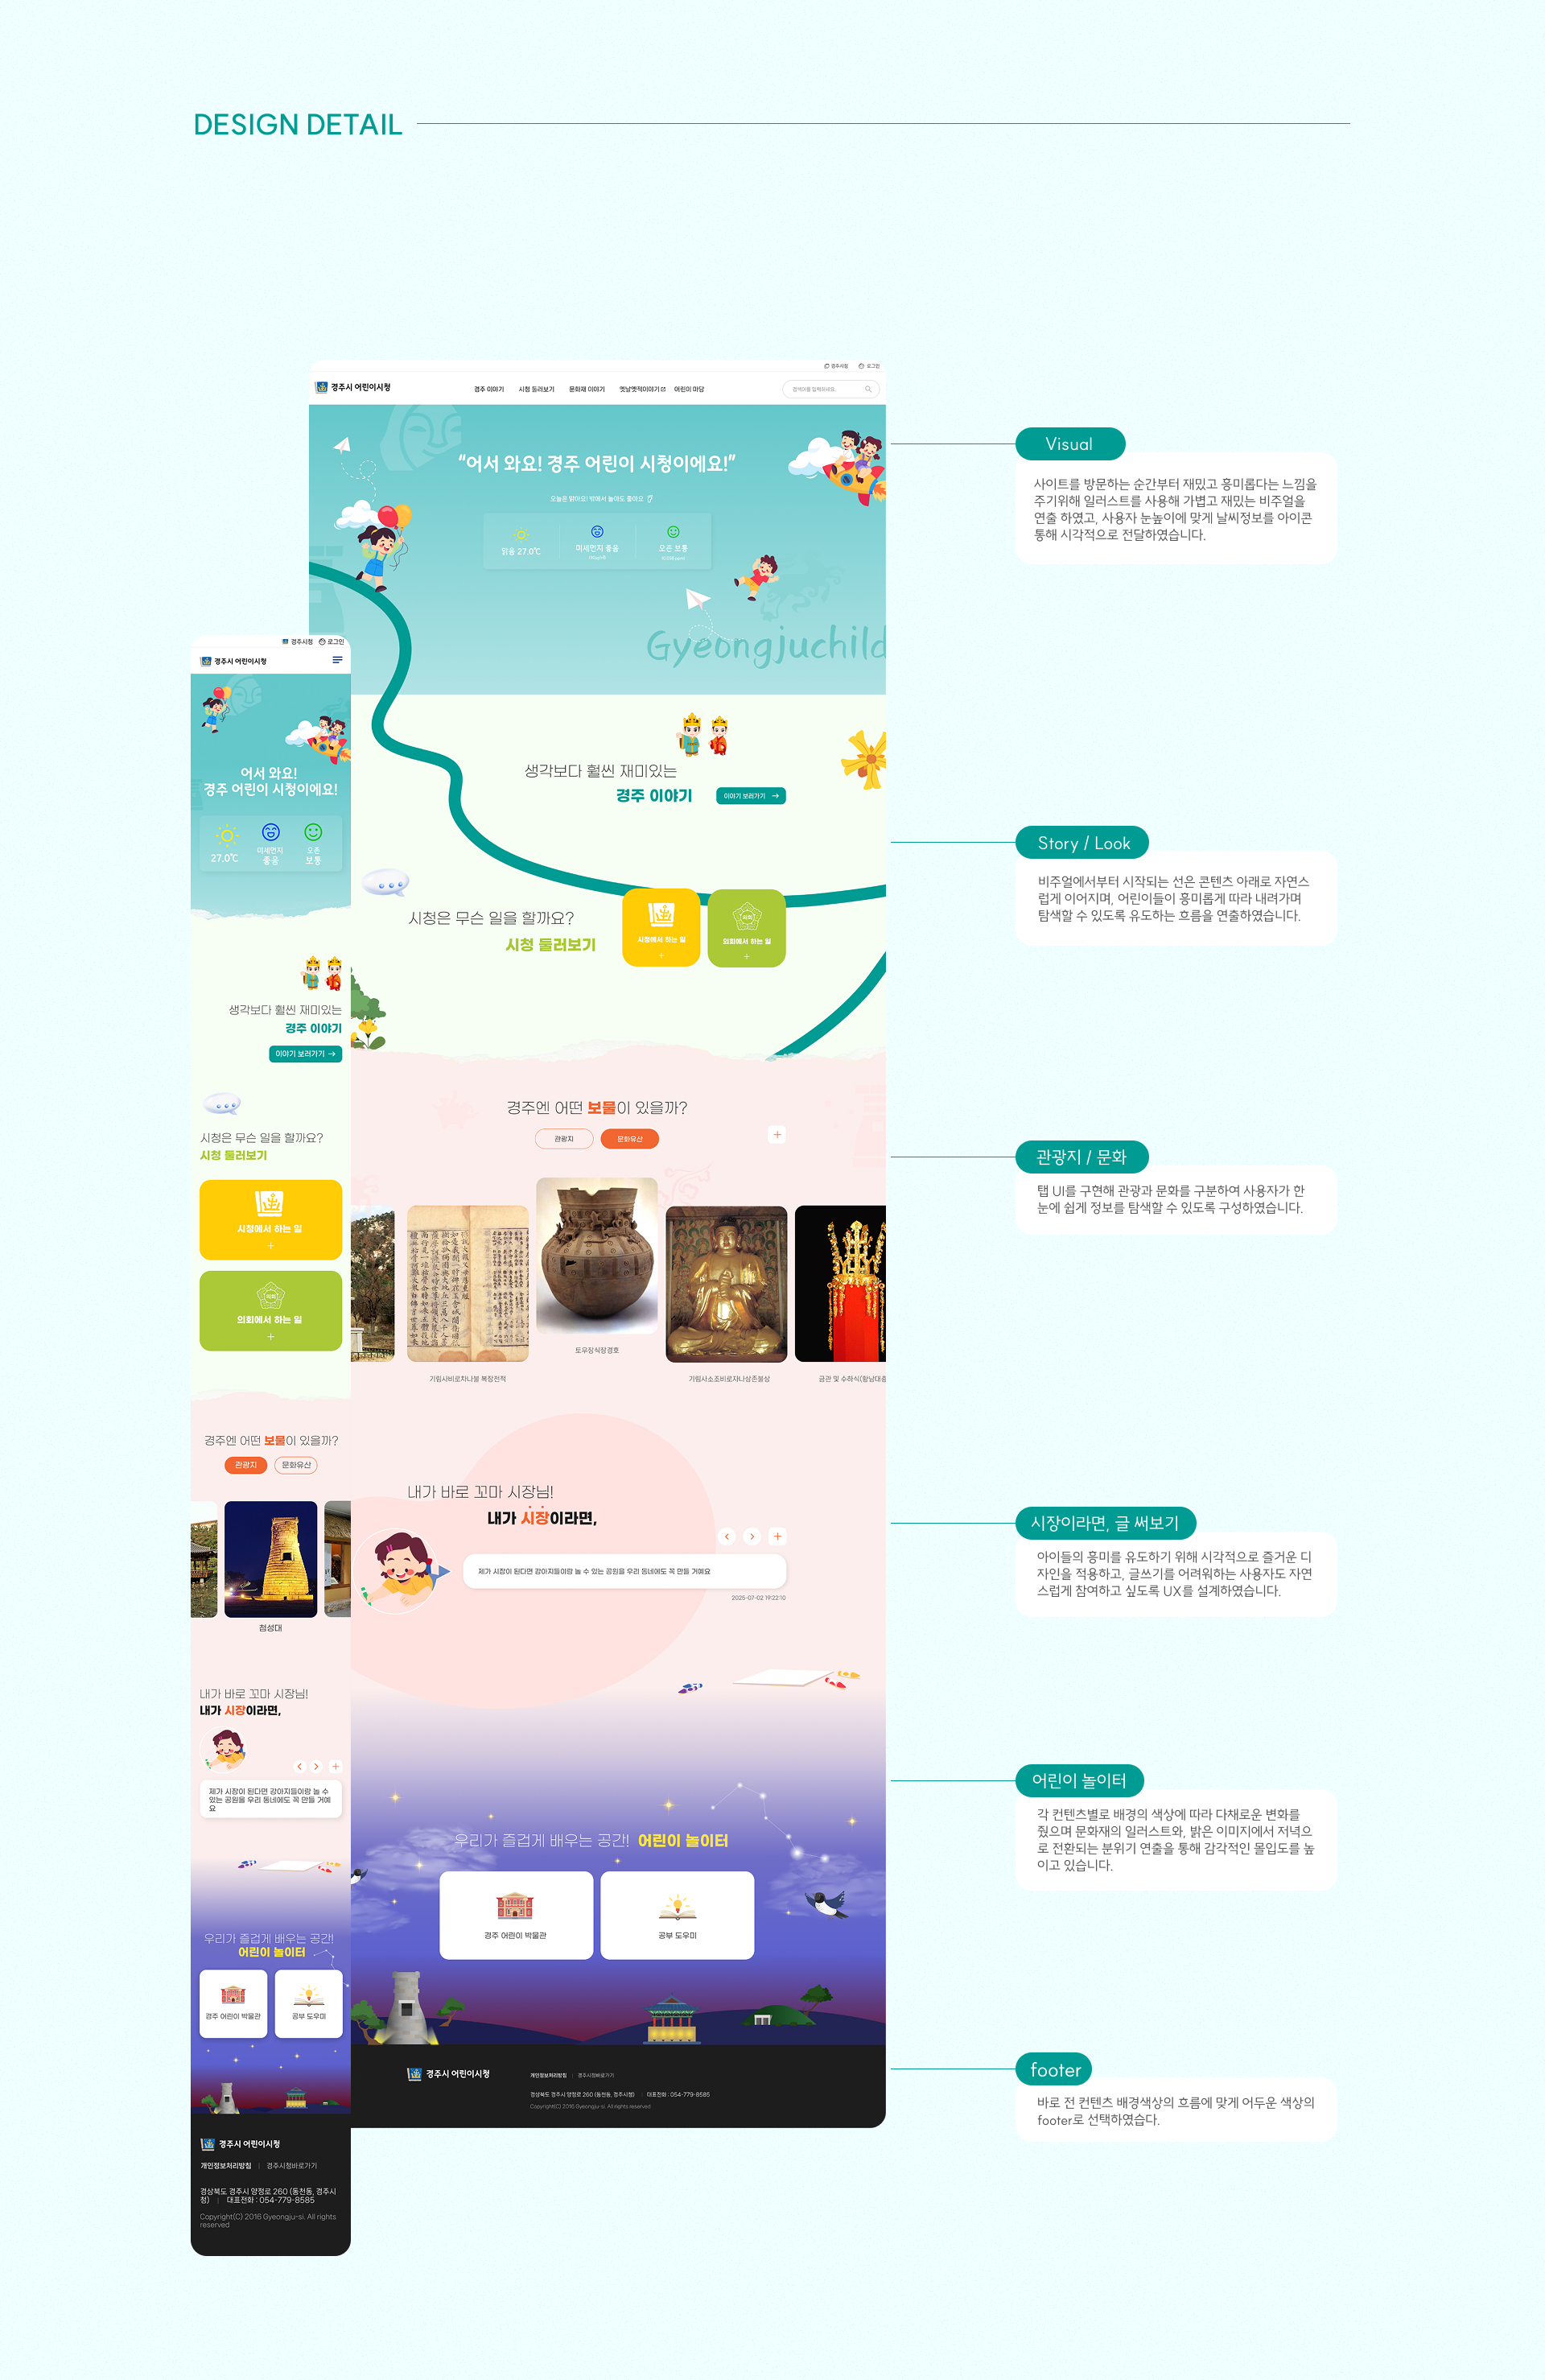 DESIGN DETAIL
경주시청 로그인
경주시 어린이시청
경주 이야기 시청 둘러보기 문화재 이야기 옛날옛적이야기 어린이 마당
검색어를 입력하세요.
“어서 와요! 경주 어린이 시청이에요!”
오늘은 맑아요! 밖에서 놀아도 좋아요
맑음 27.0℃
미세먼지 좋음
오존 보통
Gyeongjuchild
생각보다 훨씬 재미있는
경주 이야기
이야기 보러가기
시청은 무슨 일을 할까요?
시청 둘러보기
시청에서 하는 일
+
의회
의회에서 하는 일
+
경주엔 어떤 보물이 있을까?
관광지
문화유산
+
기림사비로자나불 복장전적
토우장식장경호
기림사소조비로자나삼존불상
금관 및 수하식(황남대총
내가 바로 꼬마 시장님!
내가 시장이라면,
+
제가 시장이 된다면 강아지들이랑 놀 수 있는 공원을 우리 동네에도 꼭 만들 거예요
2025-07-02 19:22:10
우리가 즐겁게 배우는 공간! 어린이 놀이터
경주 어린이 박물관
공부 도우미
경주시 어린이시청
개인정보처리방침 | 경주시청바로가기
경상북도 경주시 양정로 260 (동천동, 경주시청) | 대표전화 : 054-779-8585
Copyright(C) 2016 Gyeongju-si. All rights reserved
경주시청 로그인
경주시 어린이시청
어서 와요!
경주 어린이 시청이에요!
27.0℃
미세먼지
좋음
오존
보통
생각보다 훨씬 재미있는
경주 이야기
이야기 보러가기
시청은 무슨 일을 할까요?
시청 둘러보기
시청에서 하는 일
+
의회
의회에서 하는 일
+
경주엔 어떤 보물이 있을까?
관광지
문화유산
첨성대
내가 바로 꼬마 시장님!
내가 시장이라면,
+
제가 시장이 된다면 강아지들이랑 놀 수
있는 공원을 우리 동네에도 꼭 만들 거예
요
우리가 즐겁게 배우는 공간!
어린이 놀이터
경주 어린이 박물관
공부 도우미
경주시 어린이시청
개인정보처리방침 | 경주시청바로가기
경상북도 경주시 양정로 260 (동천동, 경주시
청) | 대표전화 : 054-779-8585
Copyright(C) 2016 Gyeongju-si. All rights
reserved
Visual
사이트를 방문하는 순간부터 재밌고 흥미롭다는 느낌을
주기위해 일러스트를 사용해 가볍고 재밌는 비주얼을
연출 하였고, 사용자 눈높이에 맞게 날씨정보를 아이콘
통해 시각적으로 전달하였습니다.
Story / Look
비주얼에서부터 시작되는 선은 콘텐츠 아래로 자연스
럽게 이어지며, 어린이들이 흥미롭게 따라 내려가며
탐색할 수 있도록 유도하는 흐름을 연출하였습니다.
관광지 / 문화
탭 UI를 구현해 관광과 문화를 구분하여 사용자가 한
눈에 쉽게 정보를 탐색할 수 있도록 구성하였습니다.
시장이라면, 글 써보기
아이들의 흥미를 유도하기 위해 시각적으로 즐거운 디
자인을 적용하고, 글쓰기를 어려워하는 사용자도 자연
스럽게 참여하고 싶도록 UX를 설계하였습니다.
어린이 놀이터
각 컨텐츠별로 배경의 색상에 따라 다채로운 변화를
줬으며 문화재의 일러스트와, 밝은 이미지에서 저녁으
로 전환되는 분위기 연출을 통해 감각적인 몰입도를 높
이고 있습니다.
footer
바로 전 컨텐츠 배경색상의 흐름에 맞게 어두운 색상의
footer로 선택하였습다.